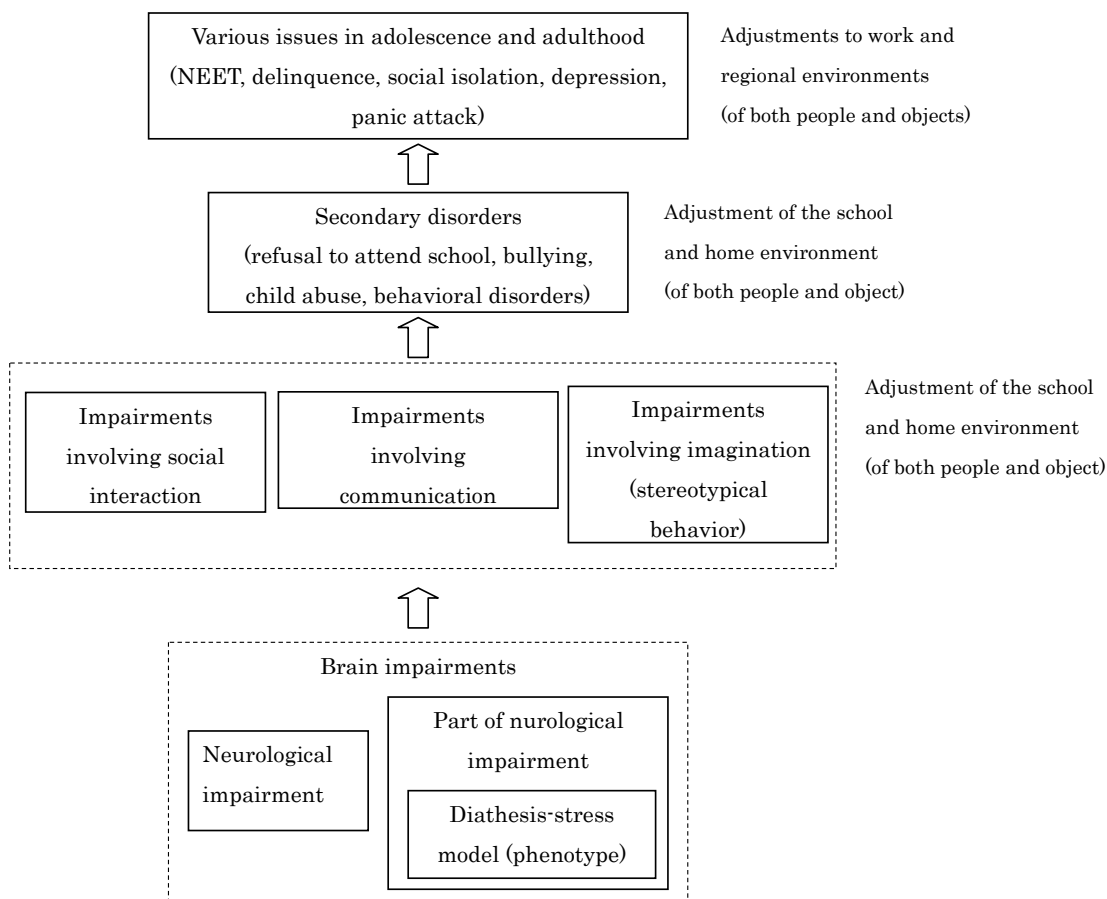 Various issues in adolescence and adulthood
(NEET, delinquence, social isolation, depression,
panic attack)
Adjustments to work and
regional environments
(of both people and objects)
Secondary disorders
(refusal to attend school, bullying,
child abuse, behavioral disorders)
Adjustment of the school
and home environment
(of both people and object)
Impairments
involving social
interaction
Impairments
involving
communication
Impairments
involving imagination
(stereotypical
behavior)
Adjustment of the school
and home environment
(of both people and object)
Brain impairments
Neurological
impairment
Part of nurological
impairment
Diathesis-stress
model (phenotype)